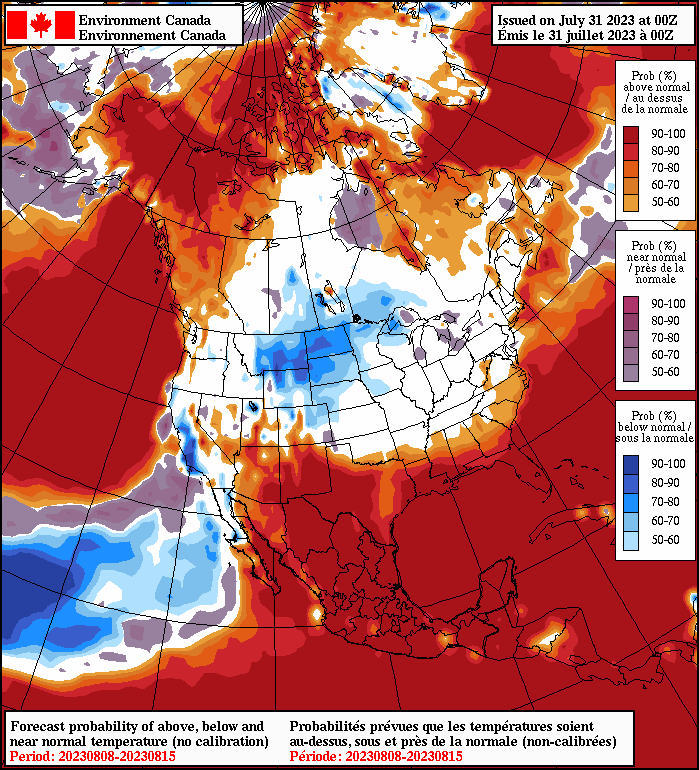 Environment Canada
Environnement Canada
Issued on July 31 2023 at 00Z
Émis le 31 juillet 2023 à 00Z
Prob (%)
above normal
/ au dessus
de la normale
90-100
80-90
70-80
60-70
50-60
Prob (%)
near normal
/ près de la
normale
90-100
80-90
70-80
60-70
50-60
Prob (%)
below normal /
sous la normale
90-100
80-90
70-80
60-70
50-60
Forecast probability of above, below and
near normal temperature (no calibration)
Period: 20230808-20230815
Probabilités prévues que les températures soient
au-dessus, sous et près de la normale (non-calibrées)
Période: 20230808-20230815